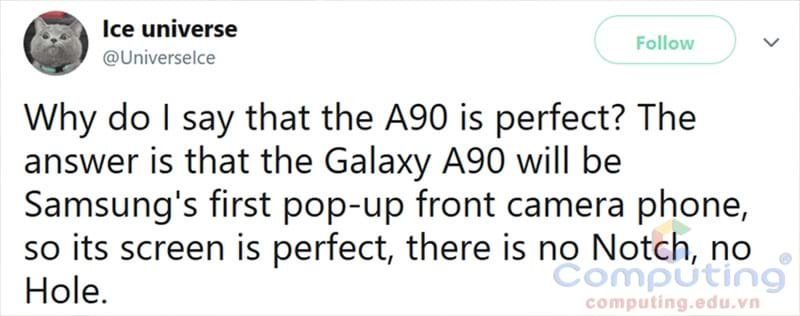 Ice universe
@UniverseIce
Follow
Why do I say that the A90 is perfect? The
answer is that the Galaxy A90 will be
Samsung's first pop-up front camera phone,
so its screen is perfect, there is no Notch, no
Hole.
Computing®
computing.edu.vn